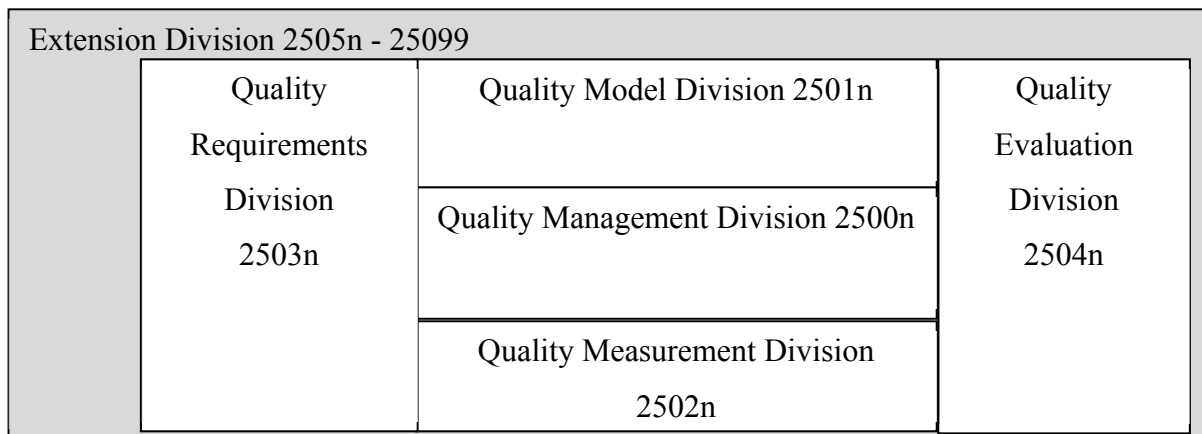 Extension Division 2505n - 25099
Quality
Requirements
Division
2503n
Quality Model Division 2501n
Quality Management Division 2500n
Quality Measurement Division
2502n
Quality
Evaluation
Division
2504n